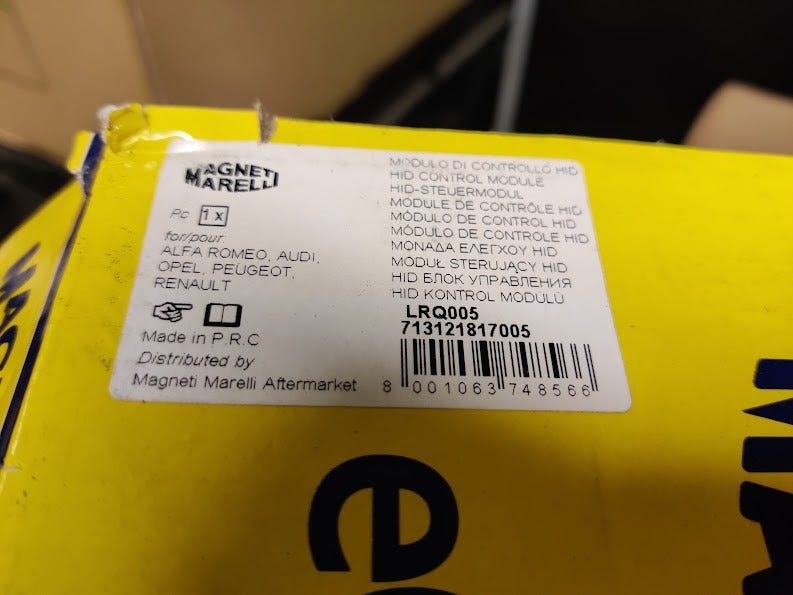 MAGNETI
MARELLI
Pc 1 x
for/pour
ALFA ROMEO, AUDI,
OPEL, PEUGEOT,
RENAULT
Made in P.R.C
Distributed by
Magneti Marelli Aftermarket
MODULO DI CONTROLLO HID
HID CONTROL MODULE
HID-STEUERMODUL
MODULE DE CONTRÔLE HID
MÓDULO DE CONTROL HID
MÓDULO DE CONTROLE HID
ΜΟΝΑΔΑ ΕΛΕΓΧΟΥ HID
MODUŁ STERUJĄCY HID
HID БЛОК УПРАВЛЕНИЯ
HID KONTROL MODÜLÜ
LRQ005
713121817005
8 001063 748566
MAG
e
MA